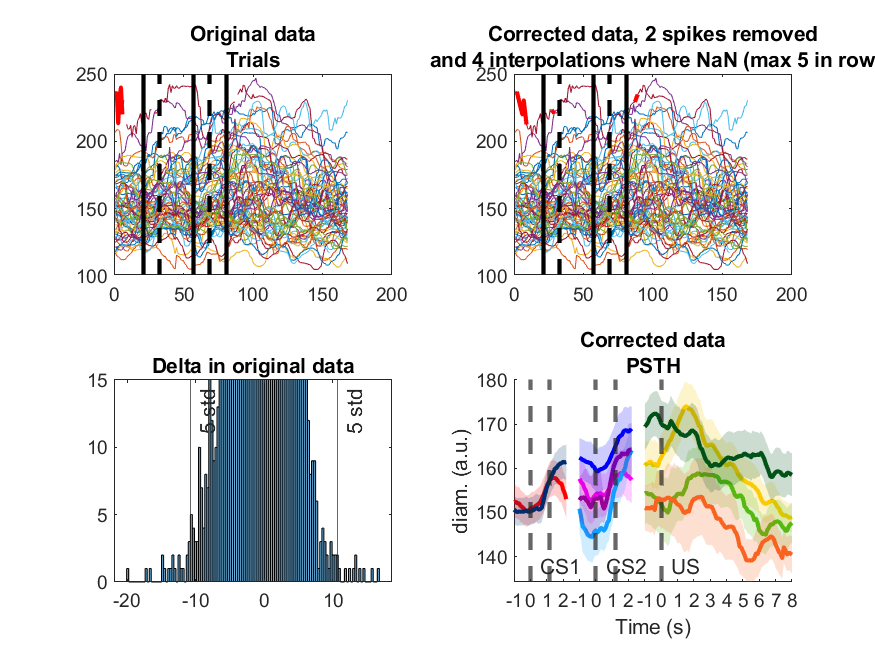 Original data
Trials
250
200
150
100
0 50 100 150 200
Corrected data, 2 spikes removed
and 4 interpolations where NaN (max 5 in row
250
200
150
100
0 50 100 150 200
Delta in original data
15
10
5
0
-20 -10 0 10
5 std
5 std
Corrected data
PSTH
180
170
160
150
140
diam. (a.u.)
CS1 CS2 US
-1 0 1 2 -1 0 1 2 -1 0 1 2 3 4 5 6 7 8
Time (s)